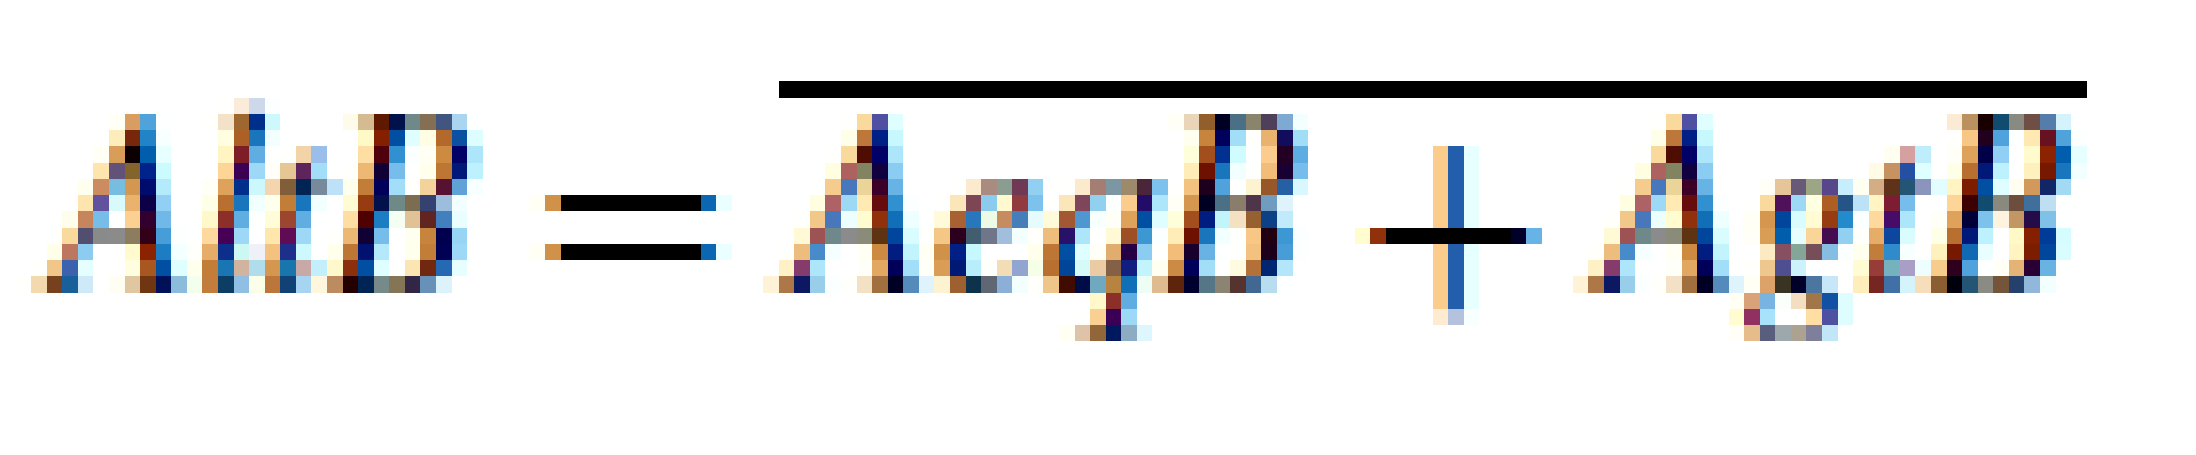 $AltB = \overline{AeqB + AgtB}$